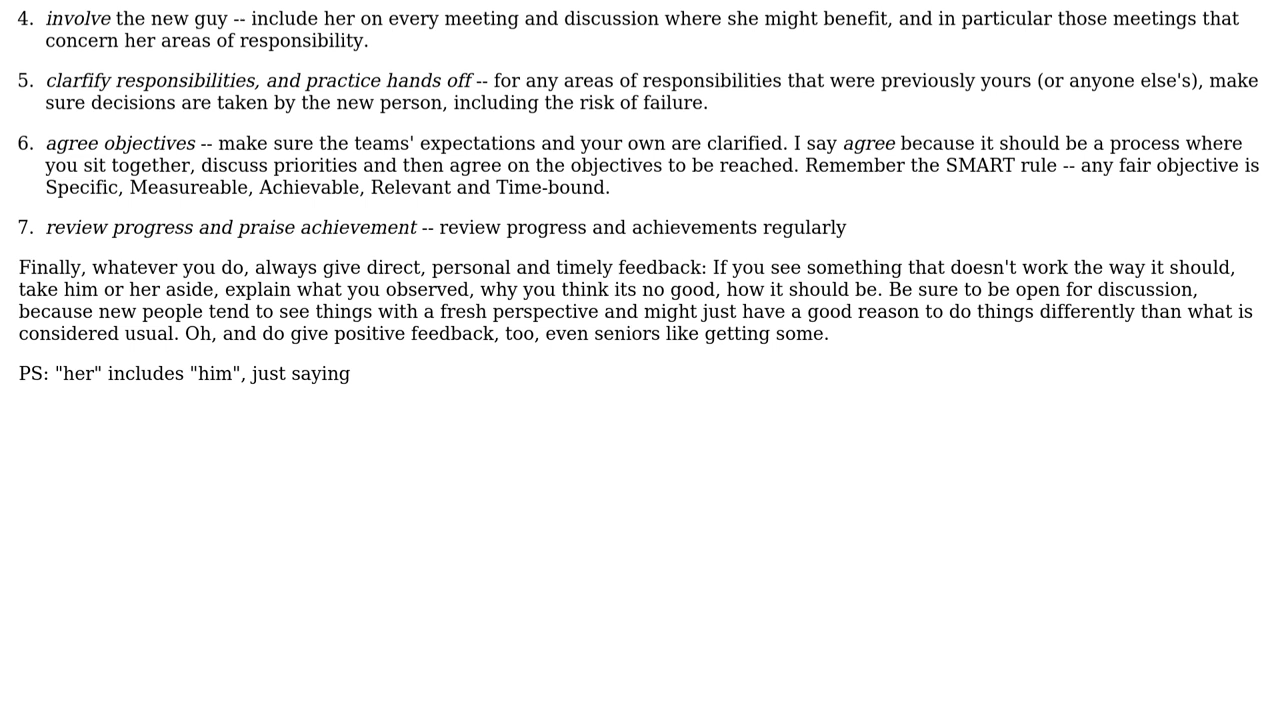 4. involve the new guy -- include her on every meeting and discussion where she might benefit, and in particular those meetings that
concern her areas of responsibility.
5. clarfify responsibilities, and practice hands off -- for any areas of responsibilities that were previously yours (or anyone else's), make
sure decisions are taken by the new person, including the risk of failure.
6. agree objectives -- make sure the teams' expectations and your own are clarified. I say agree because it should be a process where
you sit together, discuss priorities and then agree on the objectives to be reached. Remember the SMART rule -- any fair objective is
Specific, Measureable, Achievable, Relevant and Time-bound.
7. review progress and praise achievement -- review progress and achievements regularly
Finally, whatever you do, always give direct, personal and timely feedback: If you see something that doesn't work the way it should,
take him or her aside, explain what you observed, why you think its no good, how it should be. Be sure to be open for discussion,
because new people tend to see things with a fresh perspective and might just have a good reason to do things differently than what is
considered usual. Oh, and do give positive feedback, too, even seniors like getting some.
PS: "her" includes "him", just saying